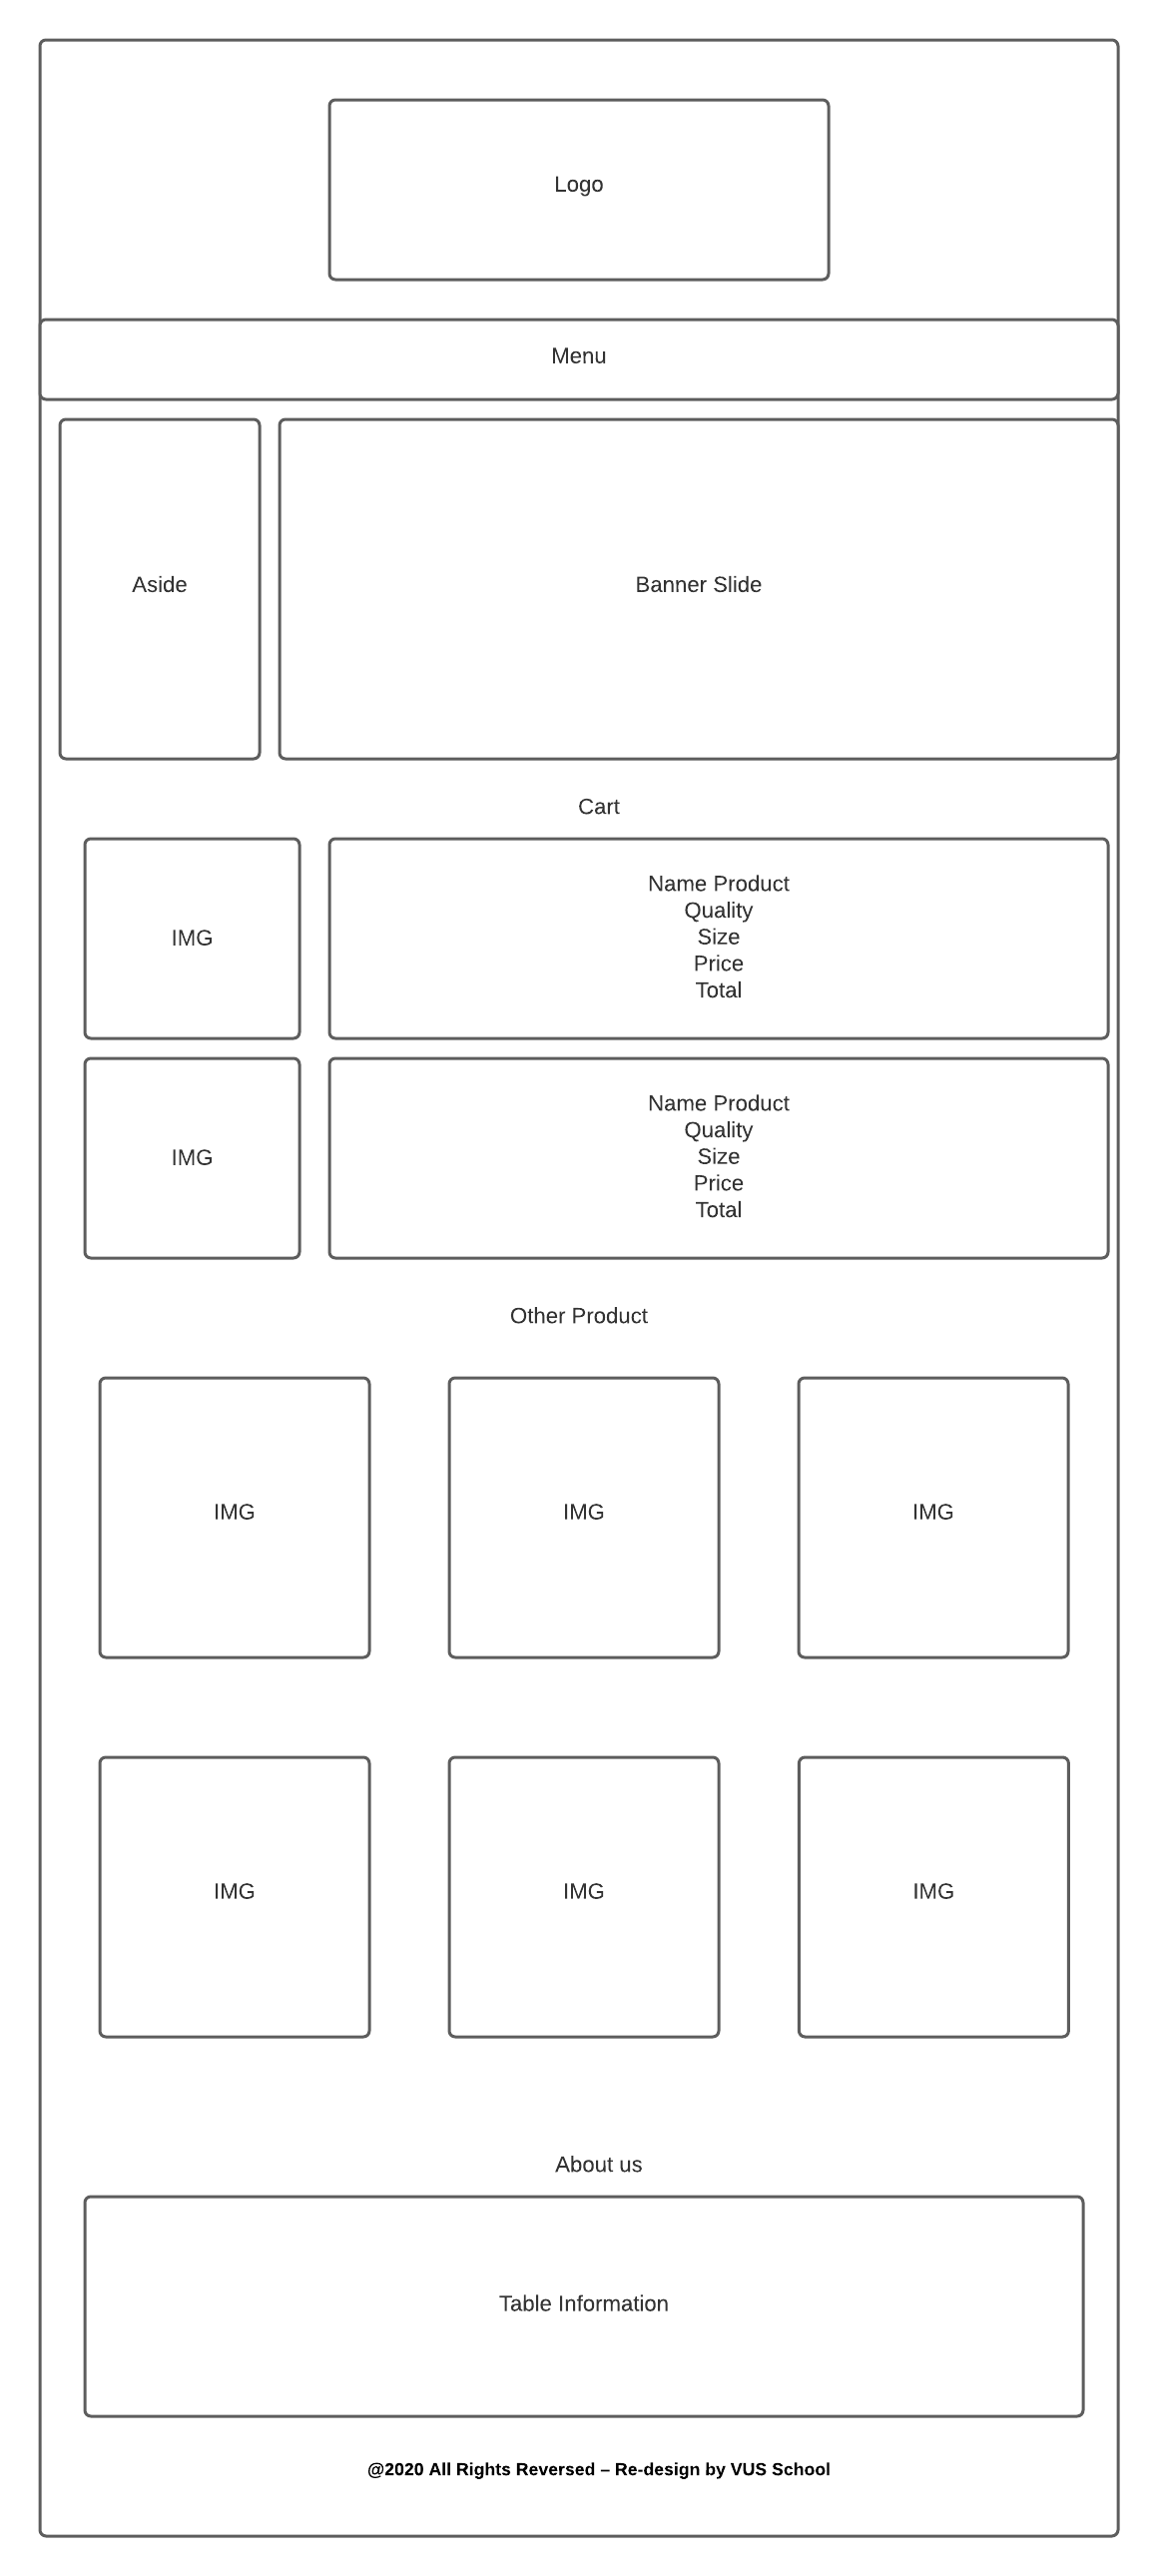 Logo
Menu
Aside
Banner Slide
Cart
IMG
Name Product
Quality
Size
Price
Total
IMG
Name Product
Quality
Size
Price
Total
Other Product
IMG
IMG
IMG
IMG
IMG
IMG
About us
Table Information
@2020 All Rights Reversed – Re-design by VUS School